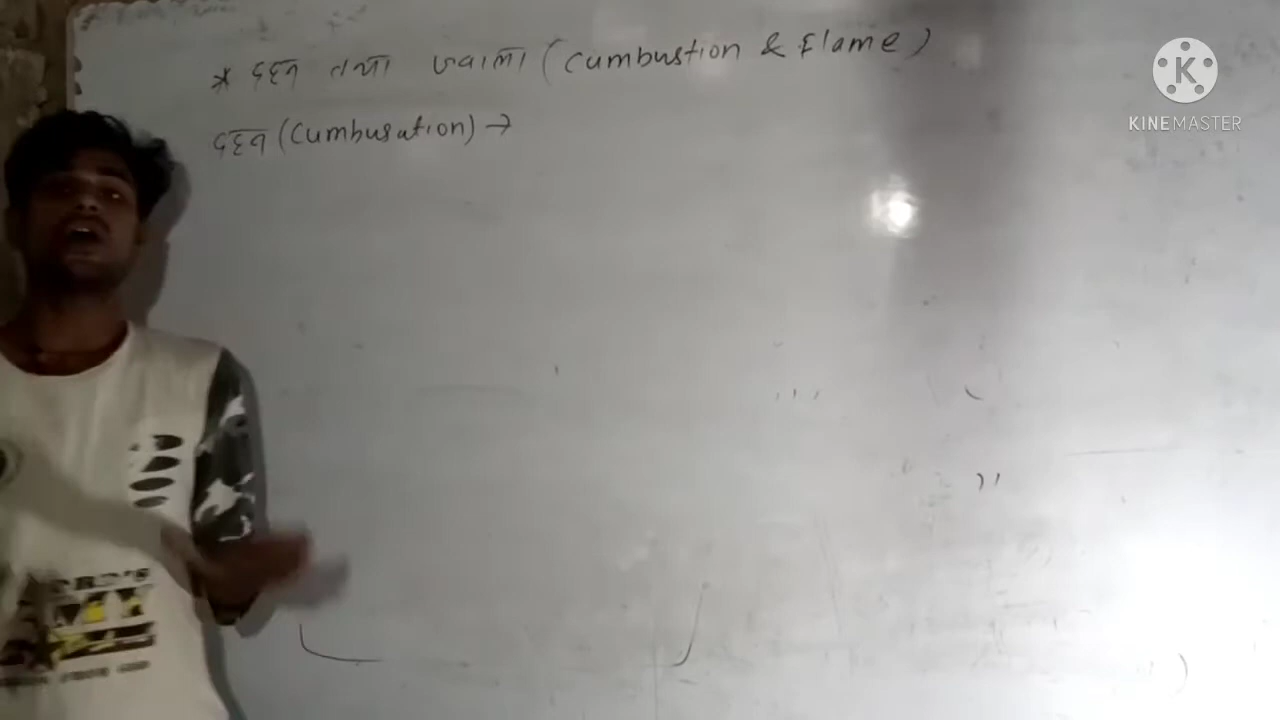 * दहन तथा ज्वाला (Cumbustion & flame)
दहन (Cumbusation) →
KINEMASTER